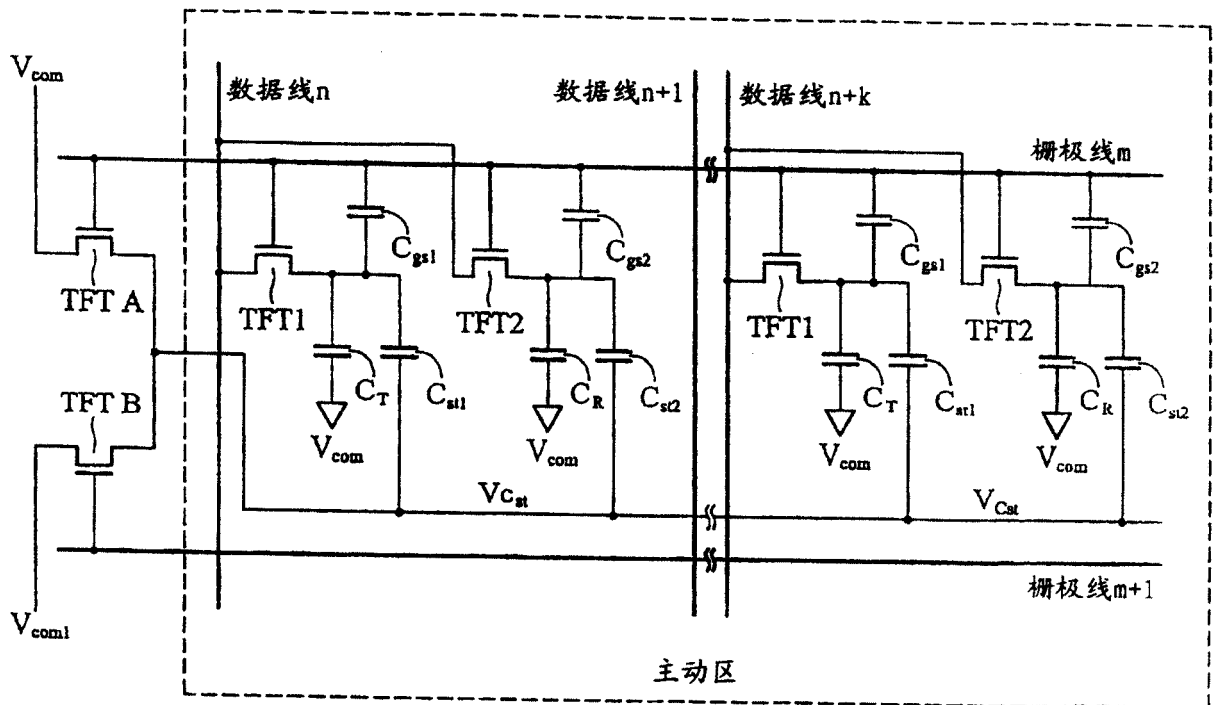 V_com
数据线n
数据线n+1
数据线n+k
栅极线m
TFT A
TFT1
C_gs1
TFT2
C_gs2
TFT1
C_gs1
TFT2
C_gs2
TFT B
C_T
C_st1
C_R
C_st2
C_T
C_st1
C_R
C_st2
V_com
V_com
V_com
V_com
Vc_st
V_Cst
栅极线m+1
V_com1
主动区